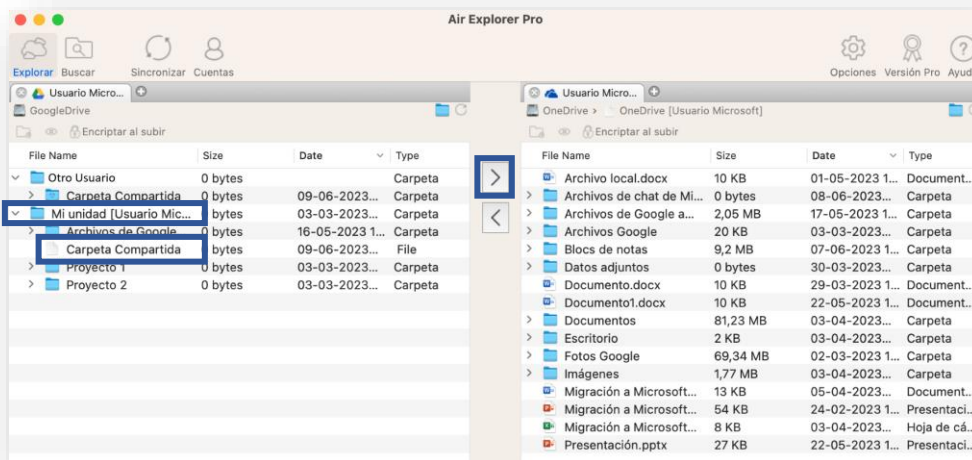 Air Explorer Pro
Explorar Buscar Sincronizar Cuentas Opciones Versión Pro Ayud
Usuario Micro...
GoogleDrive
Encriptar al subir
File Name Size Date Type
Otro Usuario 0 bytes Carpeta
Carpeta Compartida 0 bytes 09-06-2023... Carpeta
Mi unidad [Usuario Mic... bytes 03-03-2023... Carpeta
Archivos de Google 0 bytes 16-05-2023 1... Carpeta
Carpeta Compartida bytes 09-06-2023... File
Proyecto 1 0 bytes 03-03-2023... Carpeta
Proyecto 2 0 bytes 03-03-2023... Carpeta
Usuario Micro...
OneDrive > OneDrive [Usuario Microsoft]
Encriptar al subir
File Name Size Date Type
Archivo local.docx 10 KB 01-05-2023 1... Document...
Archivos de chat de Mi... 0 bytes 08-06-2023... Carpeta
Archivos de Google a... 2,05 MB 17-05-2023 1... Carpeta
Archivos Google 20 KB 03-03-2023... Carpeta
Blocs de notas 9,2 MB 07-06-2023 1... Carpeta
Datos adjuntos 0 bytes 30-03-2023... Carpeta
Documento.docx 10 KB 29-03-2023 1... Document...
Documento1.docx 10 KB 22-05-2023 1... Document...
Documentos 81,23 MB 03-04-2023... Carpeta
Escritorio 2 KB 03-04-2023... Carpeta
Fotos Google 69,34 MB 02-03-2023 1... Carpeta
Imágenes 1,77 MB 03-04-2023... Carpeta
Migración a Microsoft... 13 KB 05-04-2023... Document...
Migración a Microsoft... 54 KB 24-02-2023 1... Presentaci...
Migración a Microsoft... 8 KB 03-04-2023... Hoja de cá...
Presentación.pptx 27 KB 22-05-2023 1... Presentaci...